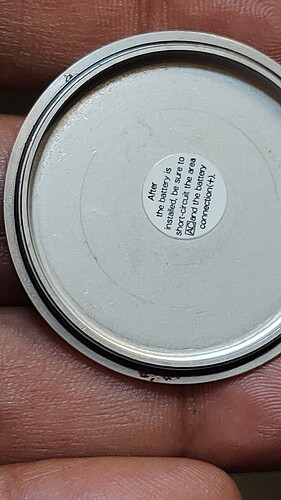 After
the battery is
installed, be sure to
short-circuit the area
AC and the battery
connection(+).